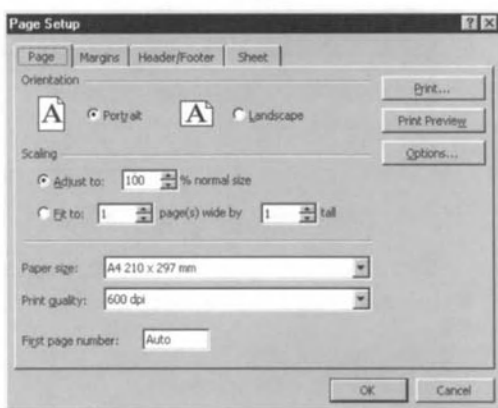 Page Setup
Page Margins Header/Footer Sheet
Orientation
A Portrait A Landscape
Print...
Print Preview
Options...
Scaling
Adjust to: 100 % normal size
Fit to: 1 page(s) wide by 1 tall
Paper size: A4 210 x 297 mm
Print quality: 600 dpi
First page number: Auto
OK Cancel